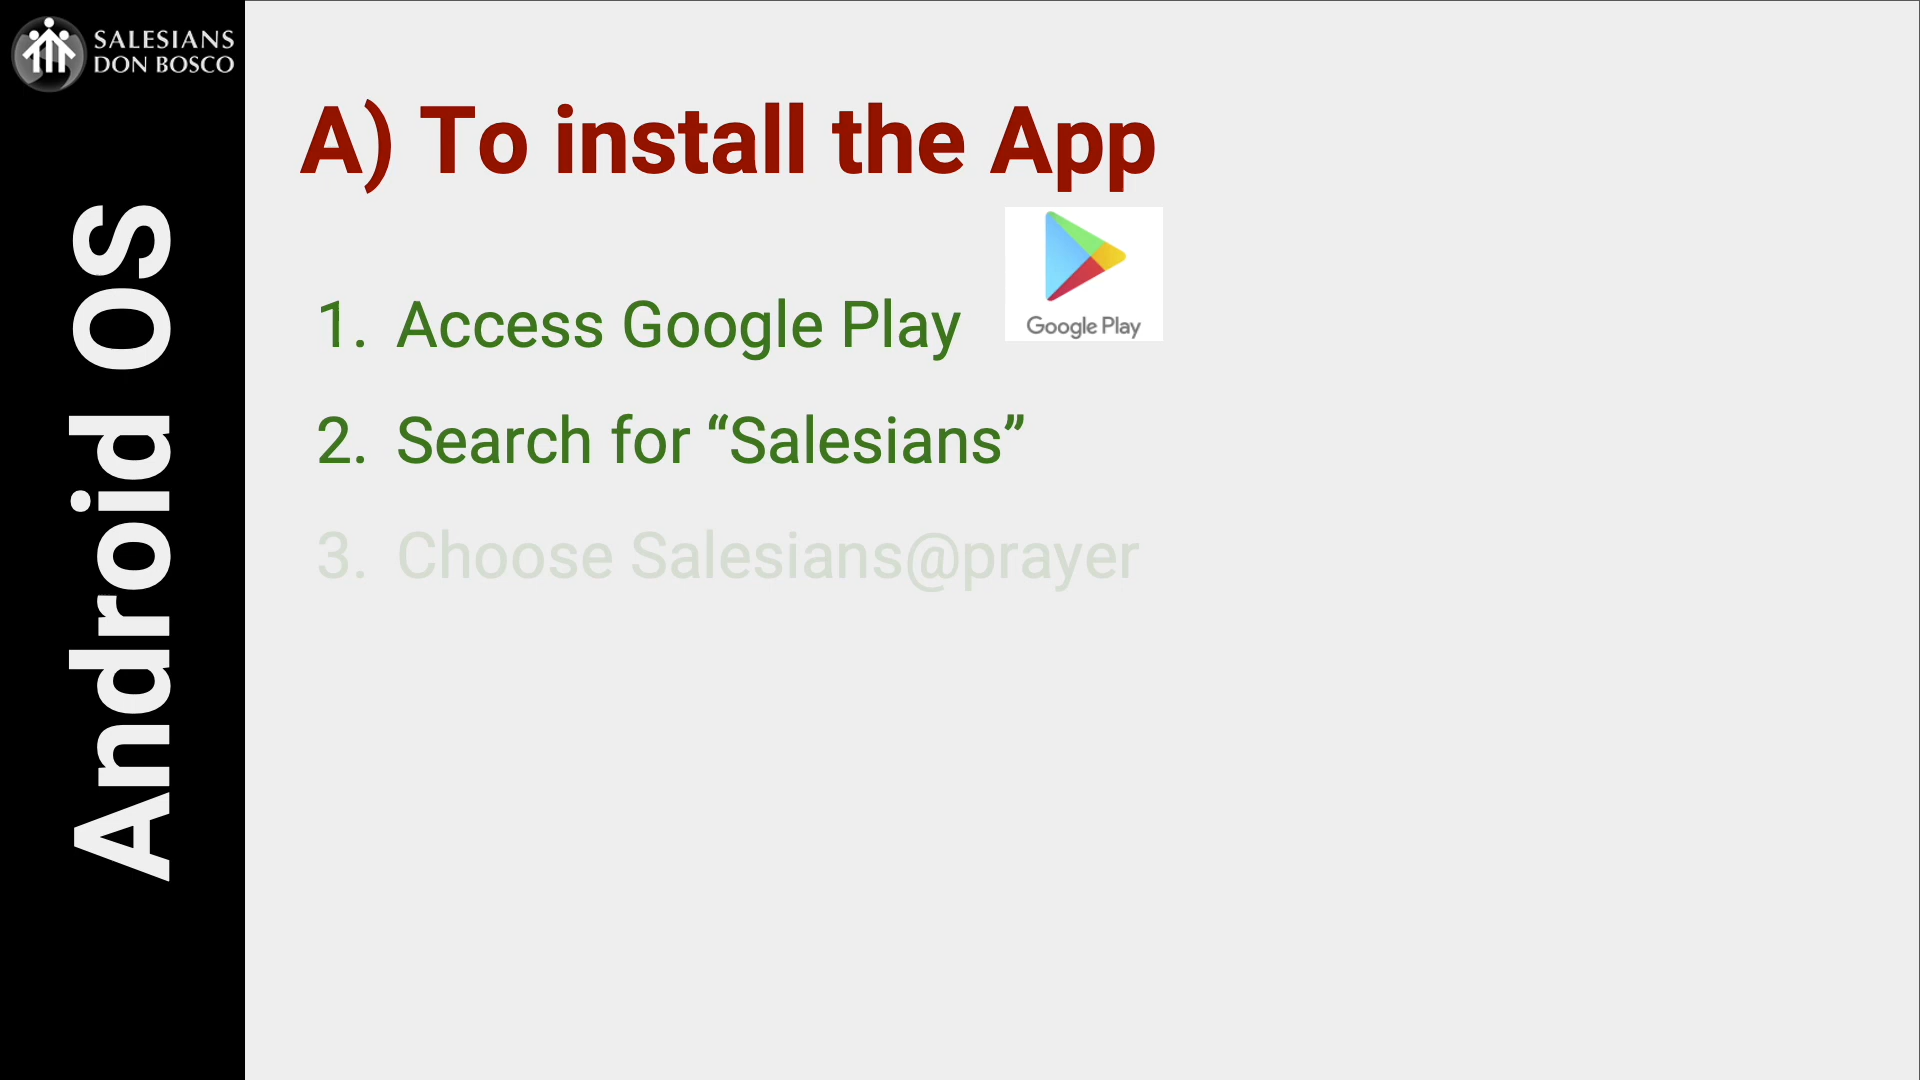 SALESIANS
DON BOSCO
Android OS
A) To install the App
Google Play
1. Access Google Play
2. Search for “Salesians”
3. Choose Salesians@prayer